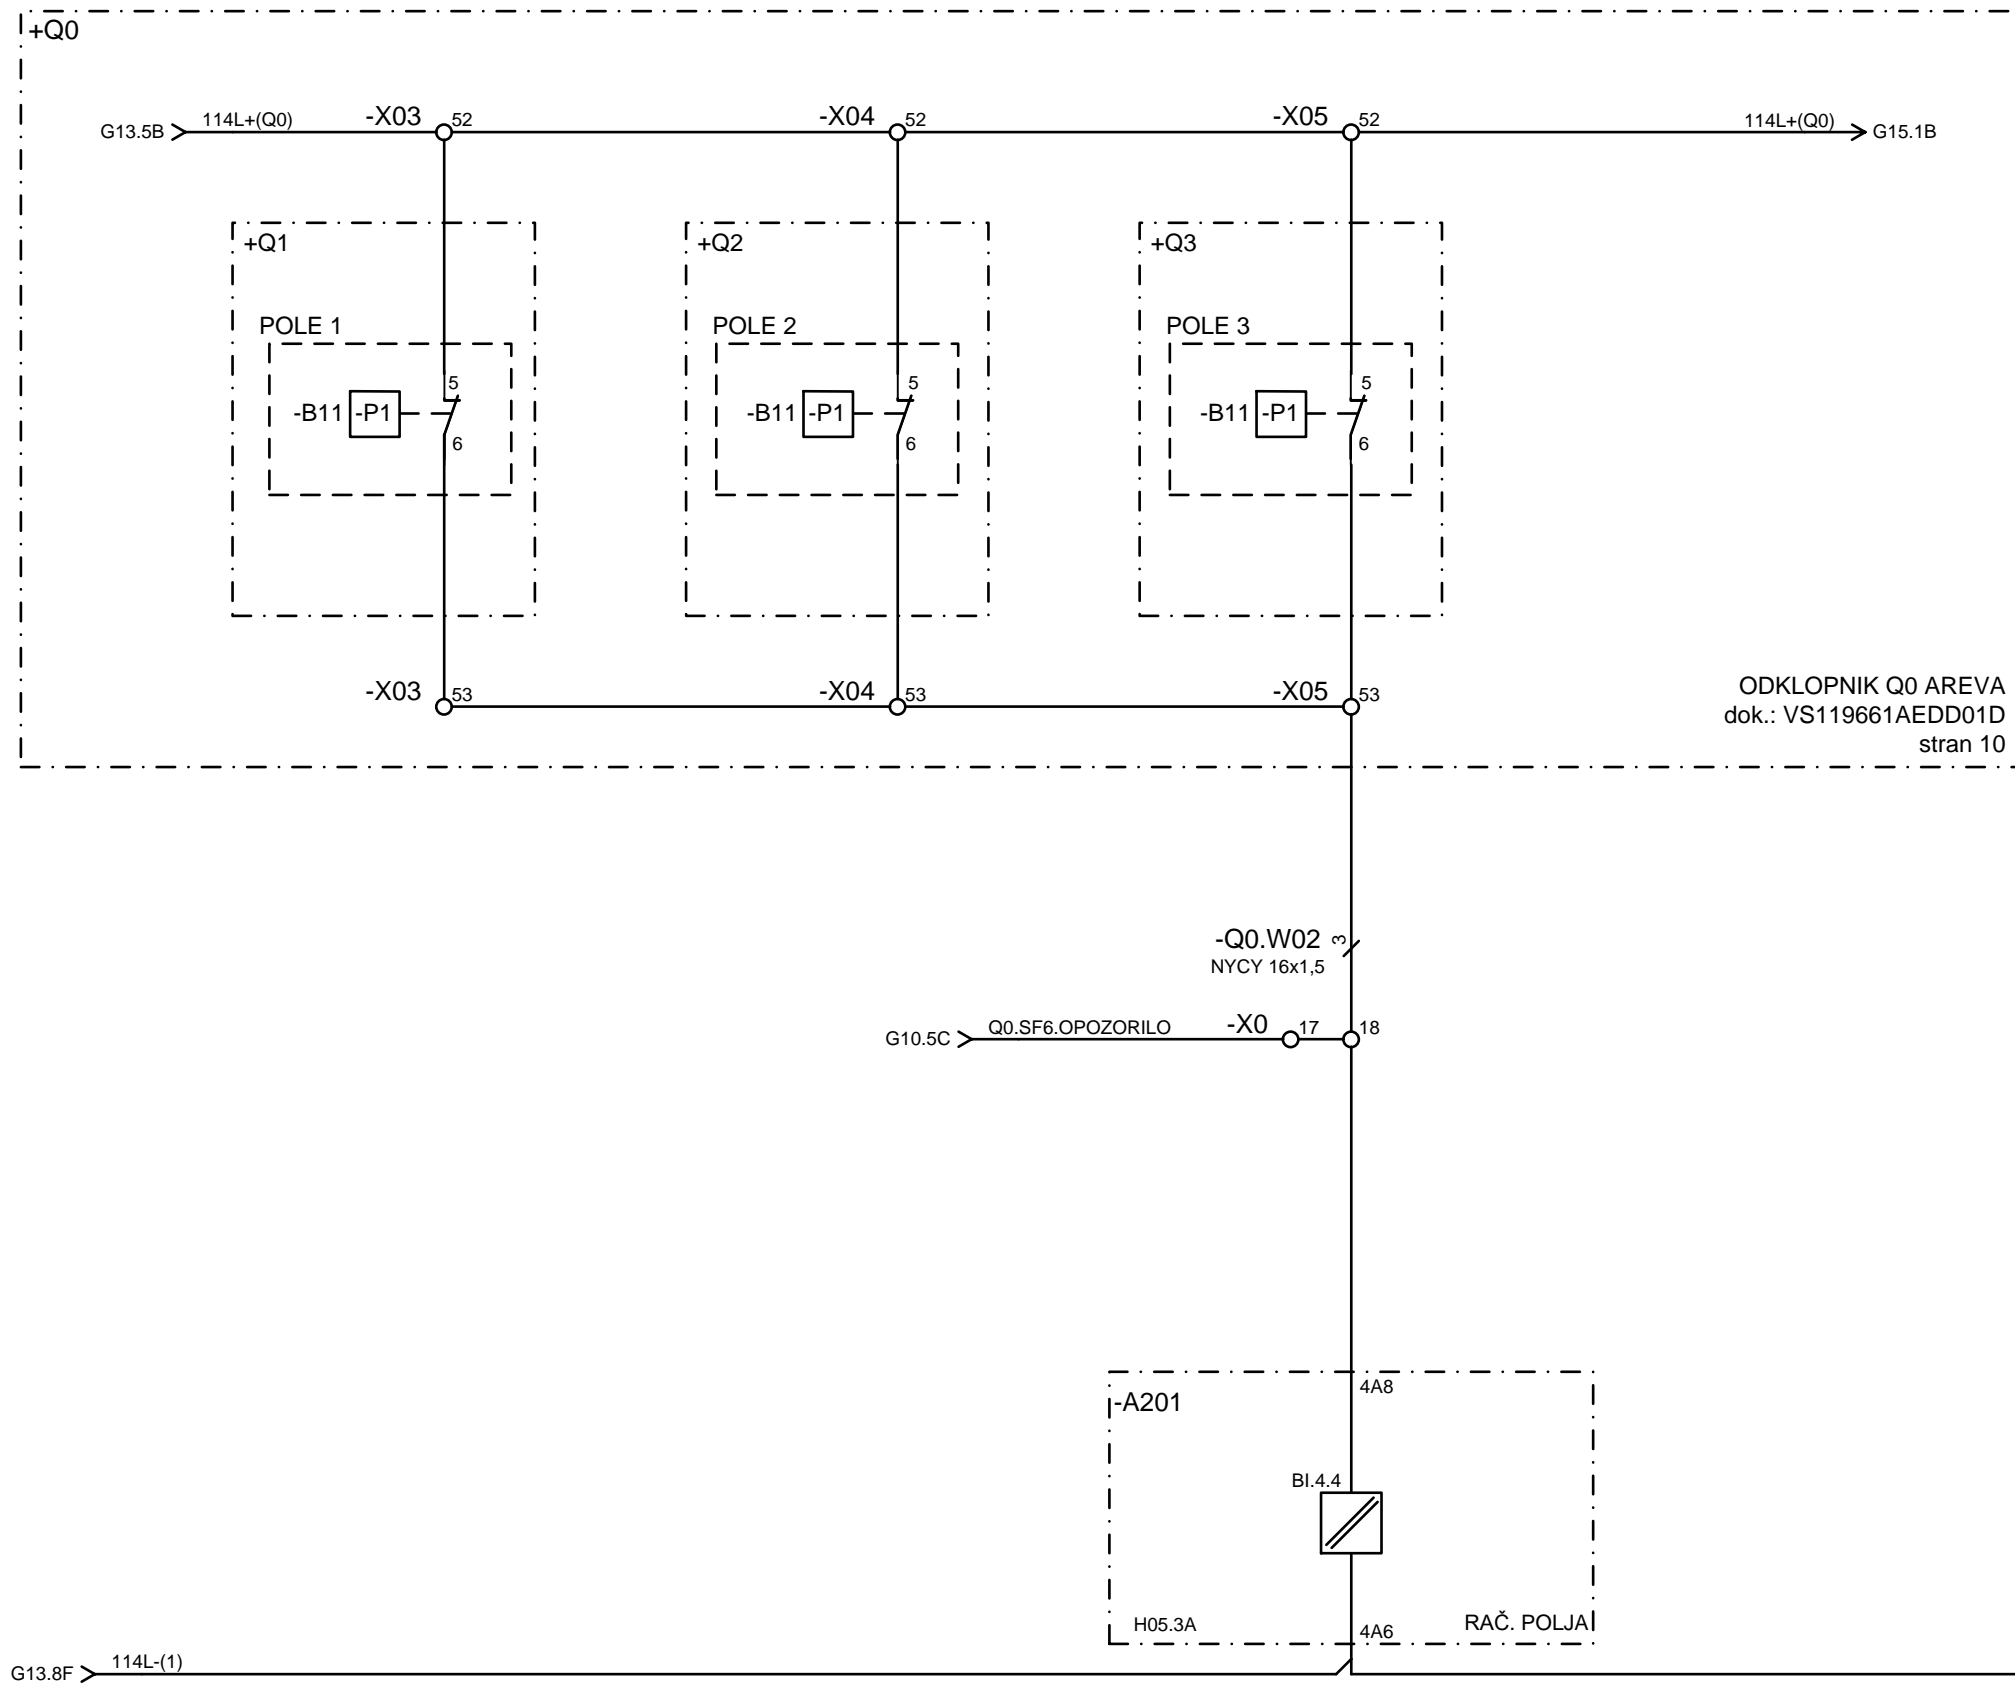 +Q0
G13.5B 114L+(Q0) -X03 52 -X04 52 -X05 52 114L+(Q0) G15.1B
+Q1 +Q2 +Q3
POLE 1 POLE 2 POLE 3
5 5 5
-B11 -P1 -B11 -P1 -B11 -P1
6 6 6
-X03 53 -X04 53 -X05 53
ODKLOPNIK Q0 AREVA
dok.: VS119661AEDD01D
stran 10
-Q0.W02 3
NYCY 16x1,5
G10.5C Q0.SF6.OPOZORILO -X0 17 18
4A8
-A201
BI.4.4
H05.3A 4A6 RAČ. POLJA
G13.8F 114L-(1)